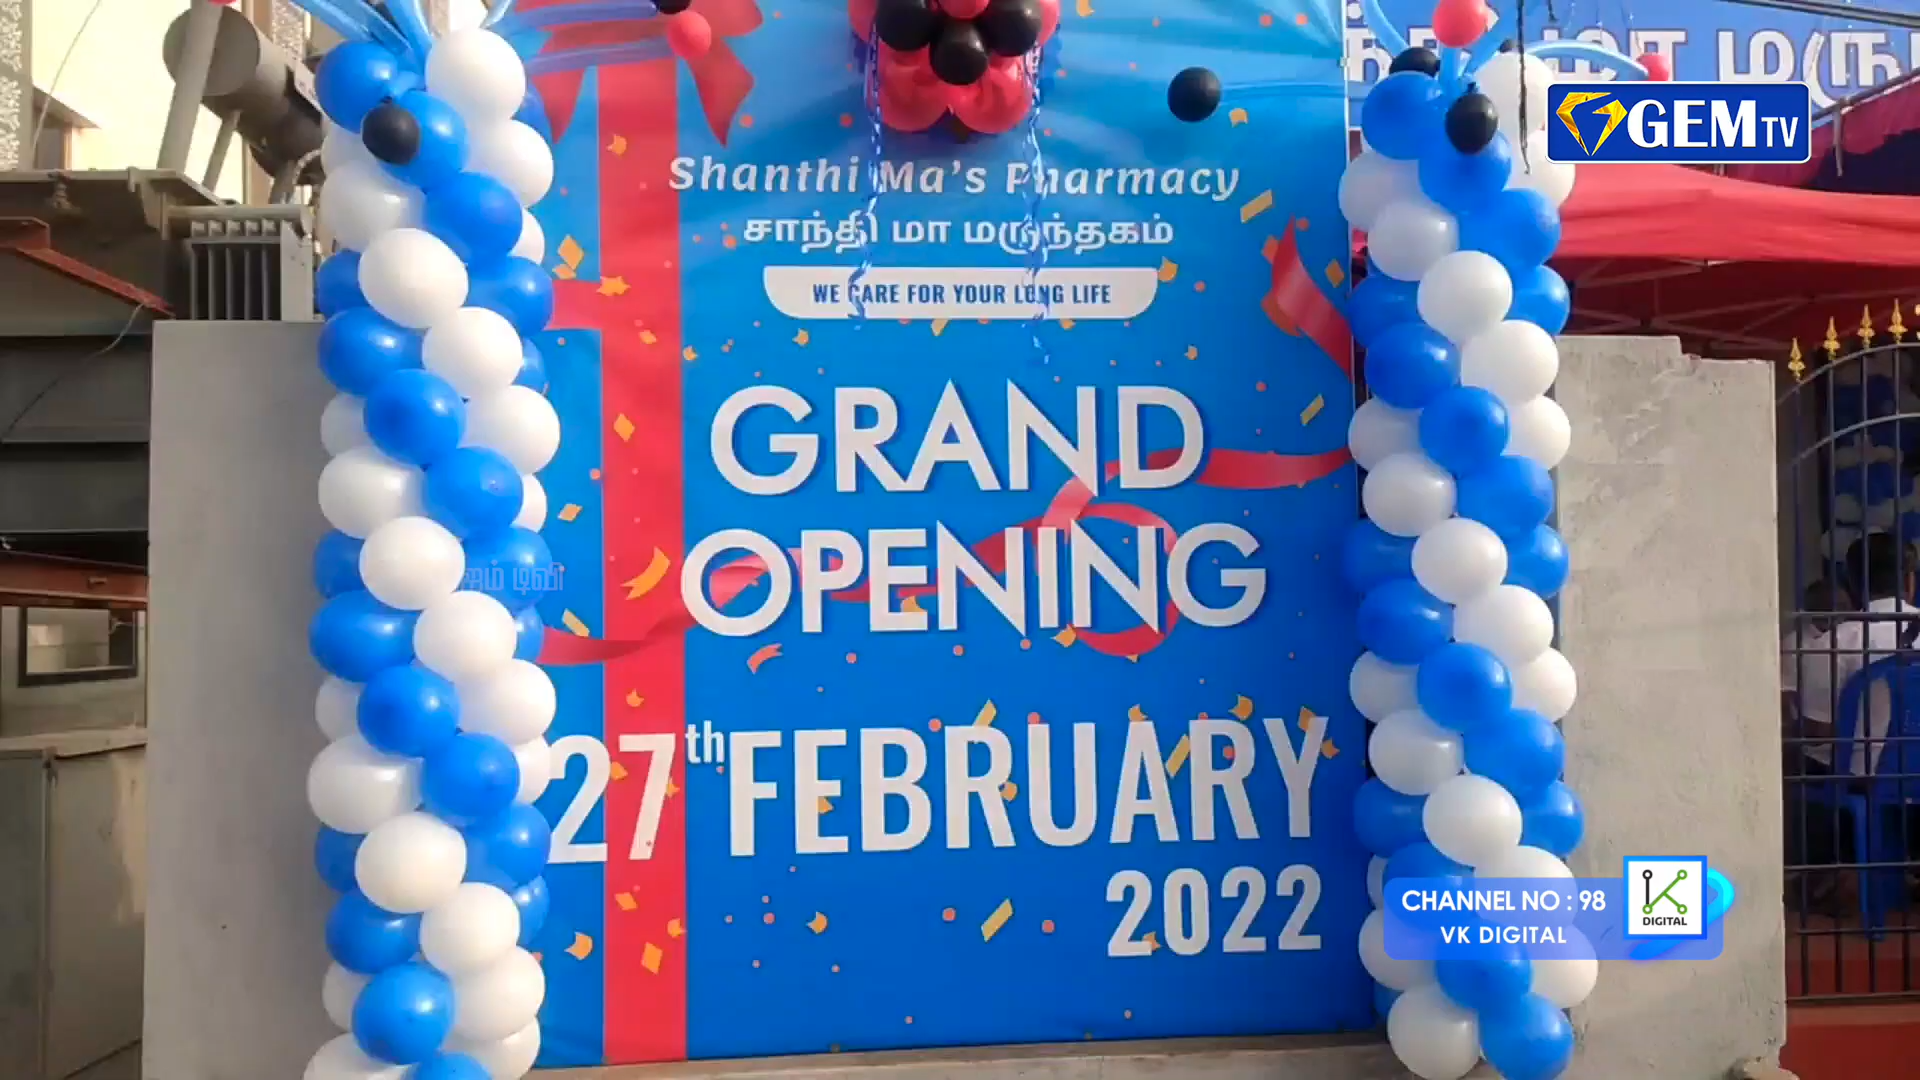 GEM TV
Shanthi Ma's Pharmacy
சாந்தி மா மருந்தகம்
WE CARE FOR YOUR LONG LIFE
GRAND
OPENING
ஜெம் டிவி
27th FEBRUARY
2022
CHANNEL NO : 98
VK DIGITAL
DIGITAL